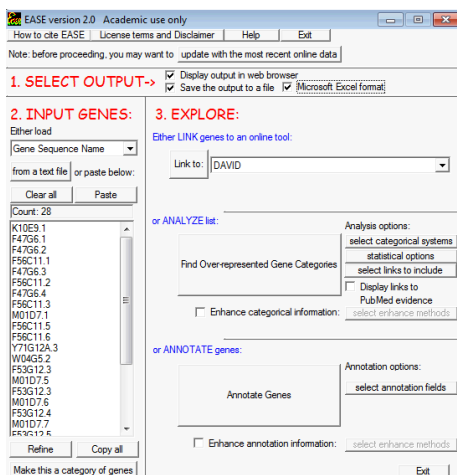 EASE version 2.0 Academic use only
How to cite EASE License terms and Disclaimer Help Exit
Note: before proceeding, you may want to update with the most recent online data
1. SELECT OUTPUT->
Display output in web browser
Save the output to a file Microsoft Excel format
2. INPUT GENES:
Either load
Gene Sequence Name
from a text file or paste below:
Clear all Paste
Count: 28
K10E9.1
F47G6.1
F47G6.2
F56C11.1
F47G6.3
F56C11.2
F47G6.4
F56C11.3
M01D7.1
F56C11.5
F56C11.6
Y71G12A.3
W04G5.2
F53G12.3
M01D7.5
F53G12.3
M01D7.6
F53G12.4
M01D7.7
F53G12.5
Refine Copy all
Make this a category of genes
3. EXPLORE:
Either LINK genes to an online tool:
Link to: DAVID
or ANALYZE list:
Find Over-represented Gene Categories
Analysis options:
select categorical systems
statistical options
select links to include
Display links to
PubMed evidence
Enhance categorical information: select enhance methods
or ANNOTATE genes:
Annotate Genes
Annotation options:
select annotation fields
Enhance annotation information: select enhance methods
Exit